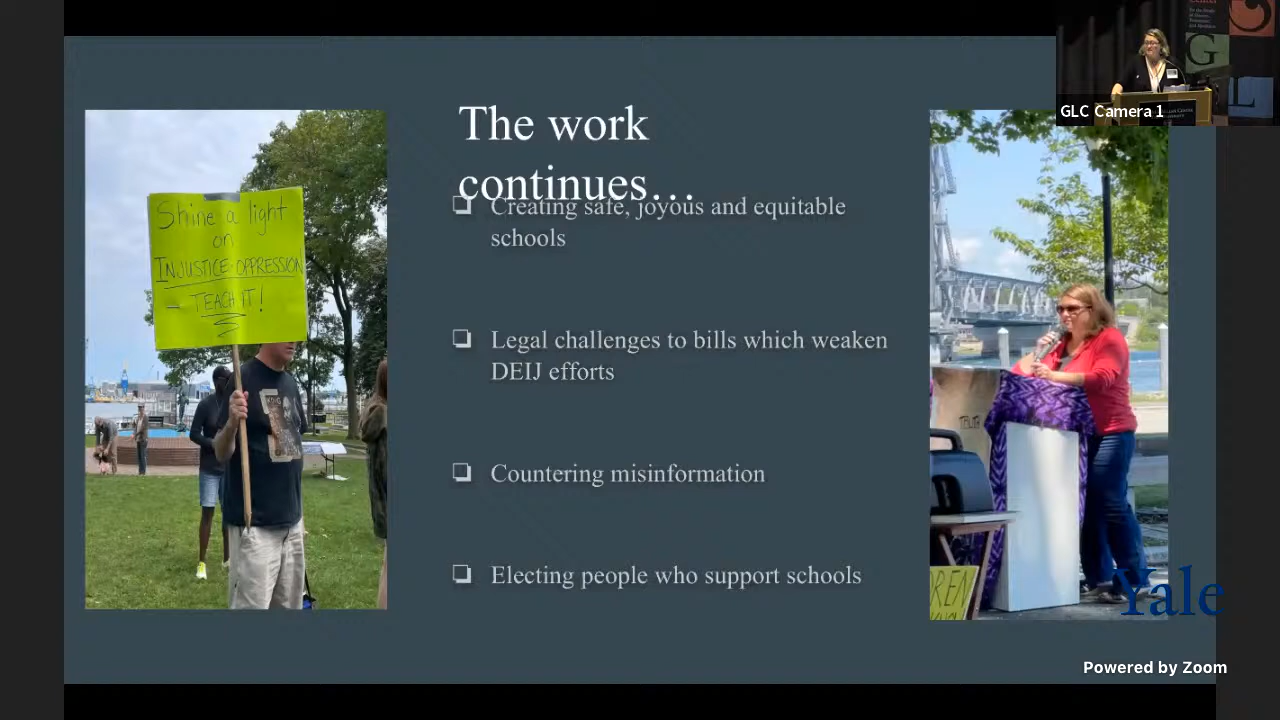 The work
continues…
Creating safe, joyous and equitable
schools
Legal challenges to bills which weaken
DEIJ efforts
Countering misinformation
Electing people who support schools
Shine a light
on
INJUSTICE·OPPRESSION
– TEACH IT!
TRUTH
GLC Camera 1
G
L
Yale
Powered by Zoom